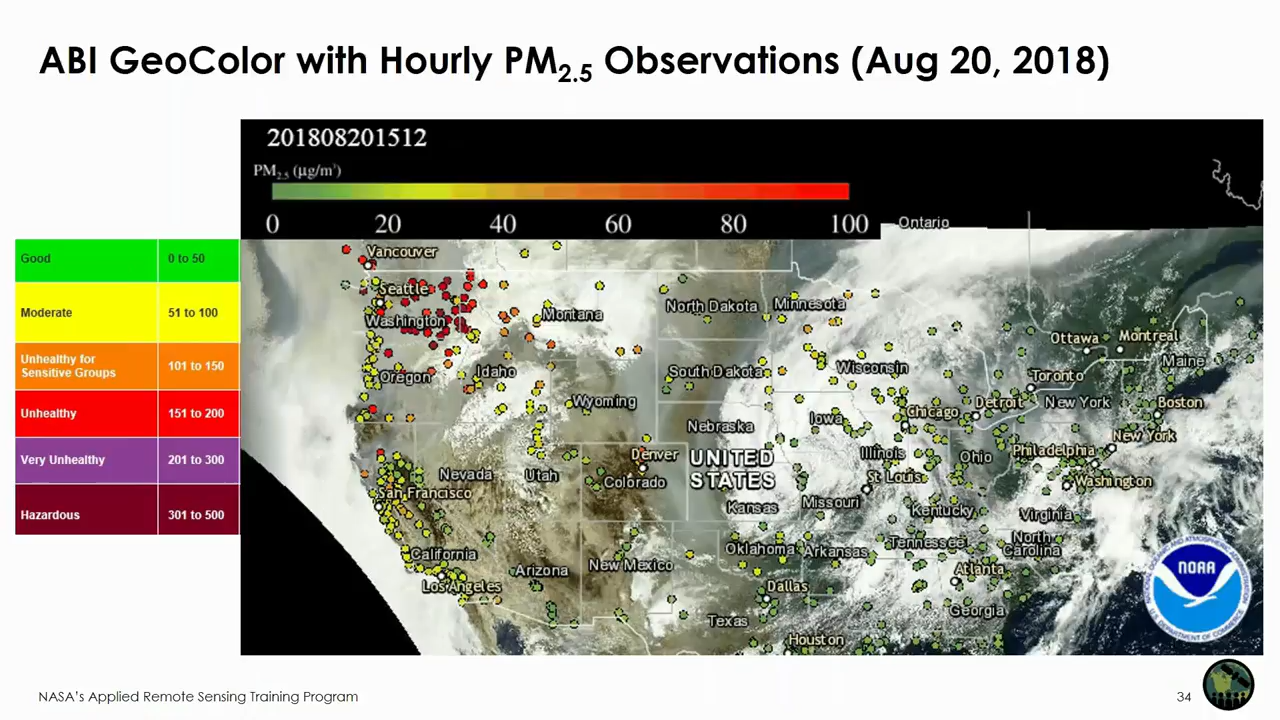 ABI GeoColor with Hourly PM2.5 Observations (Aug 20, 2018)
201808201512
PM2.5 (µg/m³)
0 20 40 60 80 100
Ontario
Good 0 to 50
Moderate 51 to 100
Unhealthy for
Sensitive Groups 101 to 150
Unhealthy 151 to 200
Very Unhealthy 201 to 300
Hazardous 301 to 500
Vancouver
Seattle
Washington
North Dakota
Minnesota
Montana
Ottawa
Montreal
Maine
Oregon
Idaho
South Dakota
Wisconsin
Toronto
Wyoming
Chicago
Detroit
New York
Boston
Nebraska
Iowa
New York
Denver
UNITED
STATES
Illinois
Ohio
Philadelphia
Nevada
Utah
Colorado
St Louis
Washington
San Francisco
Kansas
Missouri
Kentucky
Virginia
California
Oklahoma
Arkansas
Tennessee
North
Carolina
Arizona
New Mexico
Los Angeles
Dallas
Atlanta
Georgia
Texas
Houston
NOAA
NASA's Applied Remote Sensing Training Program
34